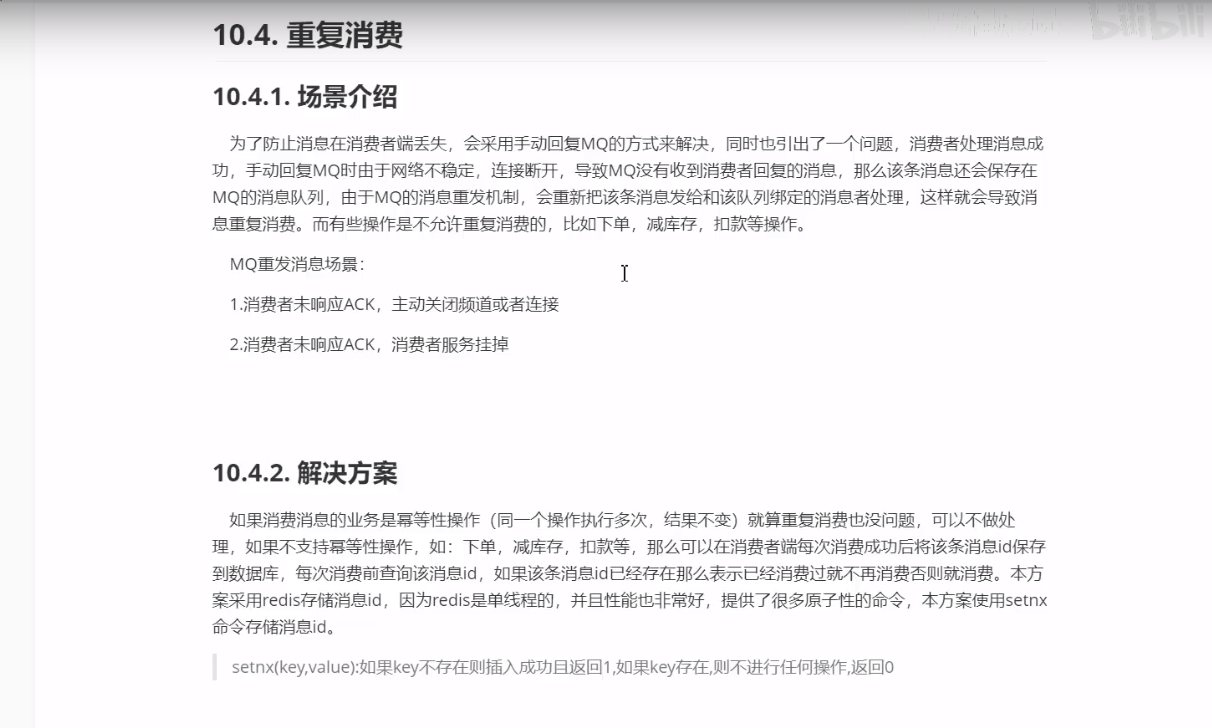 bilibili
10.4. 重复消费
10.4.1. 场景介绍
为了防止消息在消费者端丢失，会采用手动回复MQ的方式来解决，同时也引出了一个问题，消费者处理消息成
功，手动回复MQ时由于网络不稳定，连接断开，导致MQ没有收到消费者回复的消息，那么该条消息还会保存在
MQ的消息队列，由于MQ的消息重发机制，会重新把该条消息发给和该队列绑定的消息者处理，这样就会导致消
息重复消费。而有些操作是不允许重复消费的，比如下单，减库存，扣款等操作。
MQ重发消息场景：
1.消费者未响应ACK，主动关闭频道或者连接
2.消费者未响应ACK，消费者服务挂掉
10.4.2. 解决方案
如果消费消息的业务是幂等性操作（同一个操作执行多次，结果不变）就算重复消费也没问题，可以不做处
理，如果不支持幂等性操作，如：下单，减库存，扣款等，那么可以在消费者端每次消费成功后将该条消息id保存
到数据库，每次消费前查询该消息id，如果该条消息id已经存在那么表示已经消费过就不再消费否则就消费。本方
案采用redis存储消息id，因为redis是单线程的，并且性能也非常好，提供了很多原子性的命令，本方案使用setnx
命令存储消息id。
setnx(key,value):如果key不存在则插入成功且返回1,如果key存在,则不进行任何操作,返回0